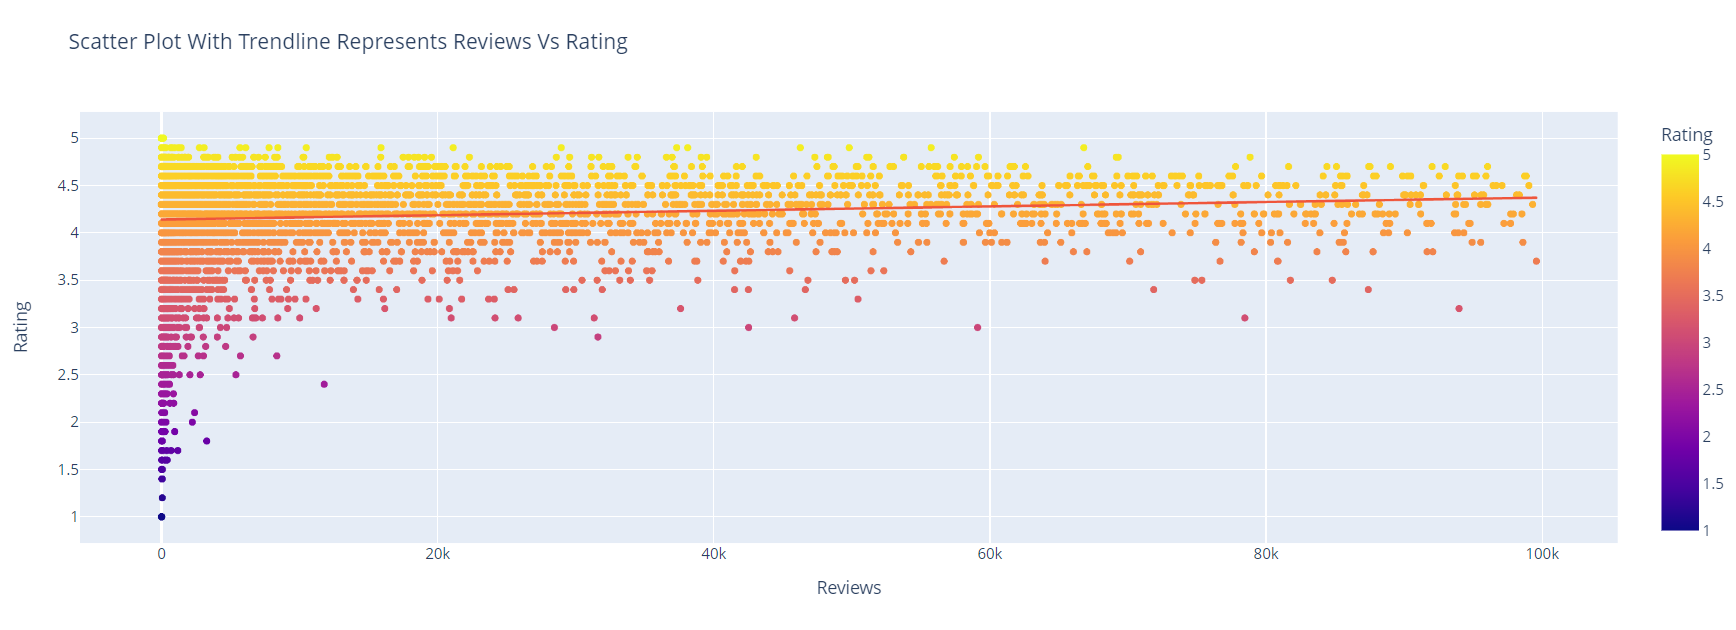 Scatter Plot With Trendline Represents Reviews Vs Rating
Rating
5
4.5
4
3.5
3
2.5
2
1.5
1
0
20k
40k
60k
80k
100k
Reviews
Rating
5
4.5
4
3.5
3
2.5
2
1.5
1